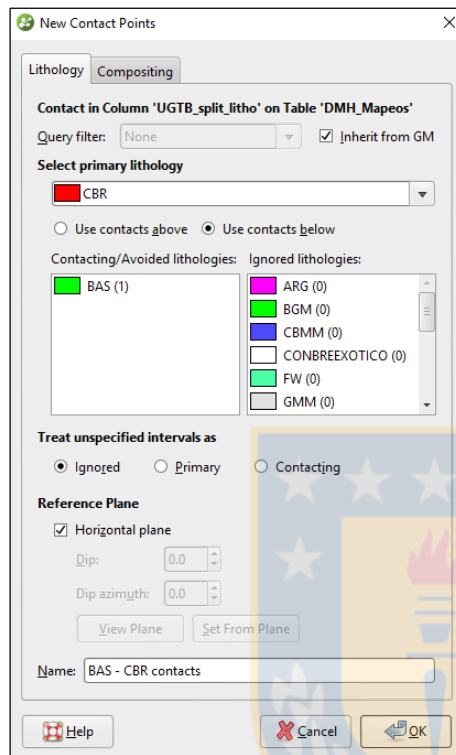 New Contact Points
Lithology
Compositing
Contact in Column 'UGTB_split_litho' on Table 'DMH_Mapeos'
Query filter: None Inherit from GM
Select primary lithology
CBR
Use contacts above Use contacts below
Contacting/Avoided lithologies: Ignored lithologies:
BAS (1)
ARG (0)
BGM (0)
CBMM (0)
CONBREEXOTICO (0)
FW (0)
GMM (0)
Treat unspecified intervals as
Ignored Primary Contacting
Reference Plane
Horizontal plane
Dip: 0.0
Dip azimuth: 0.0
View Plane Set From Plane
Name: BAS - CBR contacts
Help Cancel OK